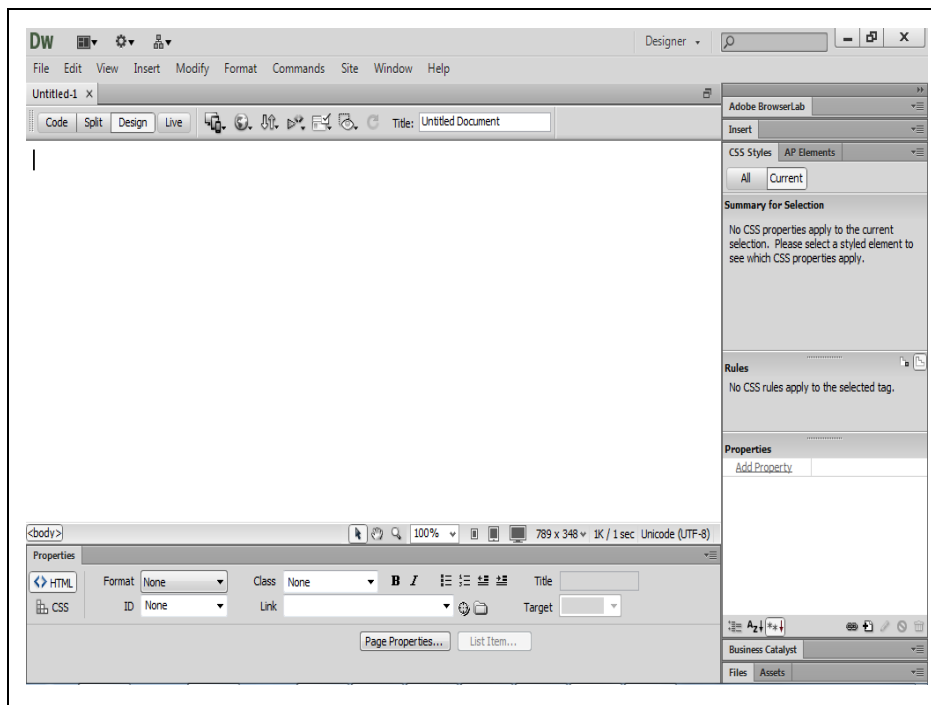 Dw Designer
File Edit View Insert Modify Format Commands Site Window Help
Untitled-1 X
Code Split Design Live Title: Untitled Document
Adobe BrowserLab
Insert
CSS Styles AP Elements
All Current
Summary for Selection
No CSS properties apply to the current
selection. Please select a styled element to
see which CSS properties apply.
Rules
No CSS rules apply to the selected tag.
Properties
Add Property
<body> 100% 789 x 348 1K / 1 sec Unicode (UTF-8)
Properties
<> HTML Format None Class None B I Title
CSS ID None Link Target
Page Properties... List Item...
Business Catalyst
Files Assets